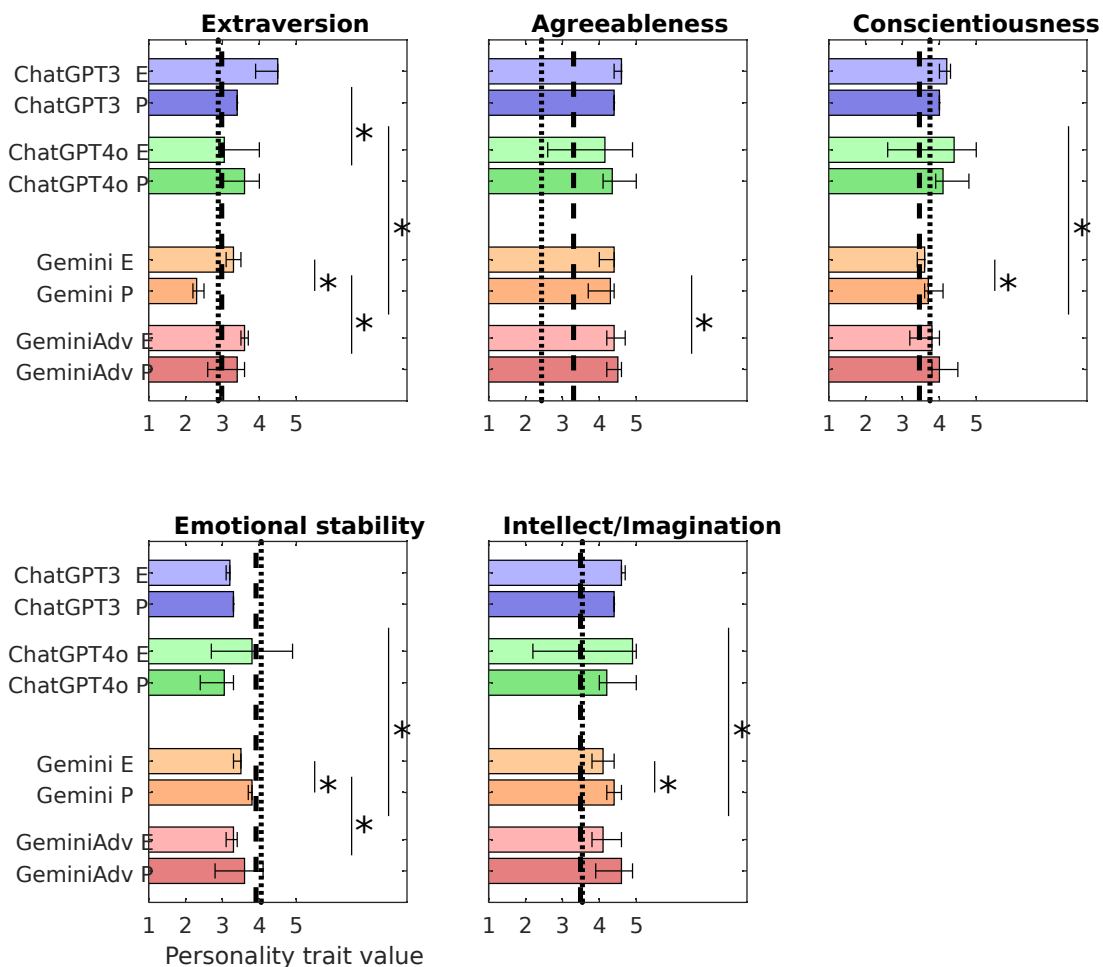 Extraversion
Agreeableness
Conscientiousness
ChatGPT3 E
ChatGPT3 P
ChatGPT4o E
ChatGPT4o P
Gemini E
Gemini P
GeminiAdv E
GeminiAdv P
*
*
*
*
*
*
*
1 2 3 4 5
1 2 3 4 5
1 2 3 4 5
Emotional stability
Intellect/Imagination
ChatGPT3 E
ChatGPT3 P
ChatGPT4o E
ChatGPT4o P
Gemini E
Gemini P
GeminiAdv E
GeminiAdv P
*
*
*
*
*
1 2 3 4 5
1 2 3 4 5
Personality trait value